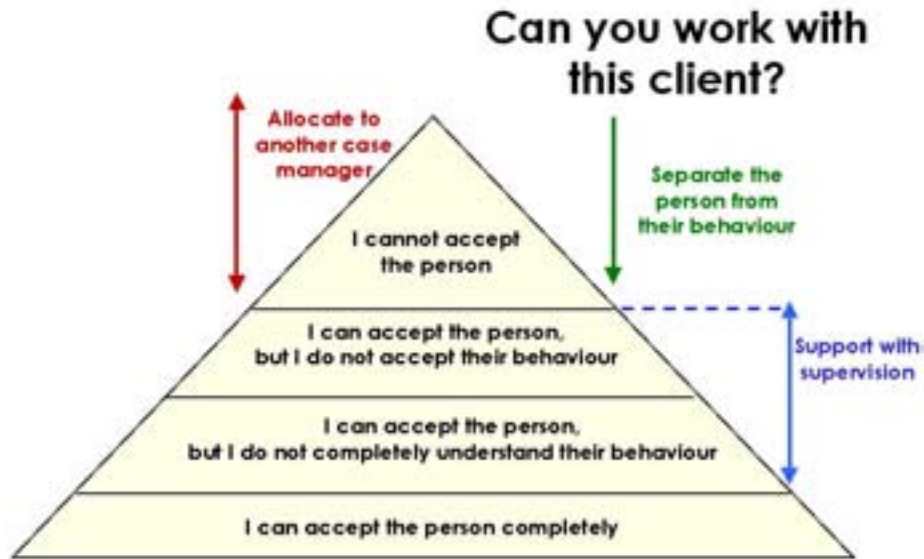 Can you work with
this client?
Allocate to
another case
manager
Separate the
person from
their behaviour
I cannot accept
the person
I can accept the person,
but I do not accept their behaviour
Support with
supervision
I can accept the person,
but I do not completely understand their behaviour
I can accept the person completely